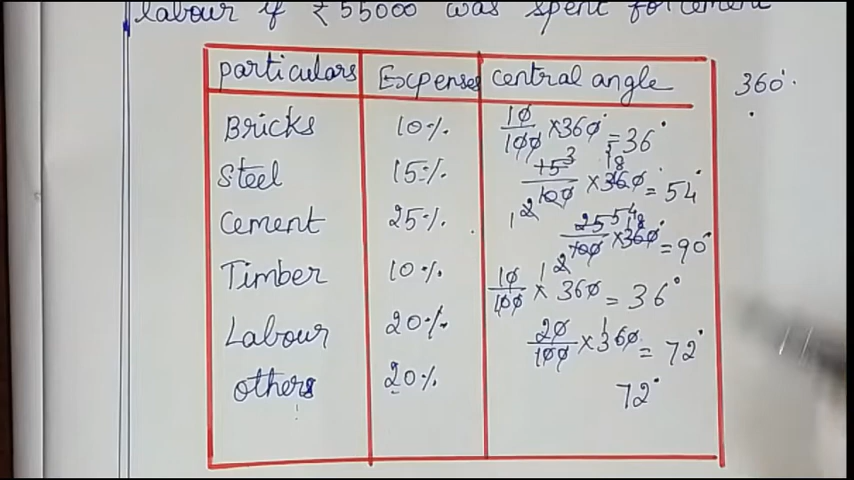 labour if ₹55000 was spent for cement
particulars Expenses central angle 360°
Bricks 10% 10/100 × 360° = 36°
Steel 15% 15/100 × 360 = 54°
Cement 25% 25/100 × 360° = 90°
Timber 10% 10/100 × 360 = 36°
Labour 20% 20/100 × 360 = 72°
others 20% 72°